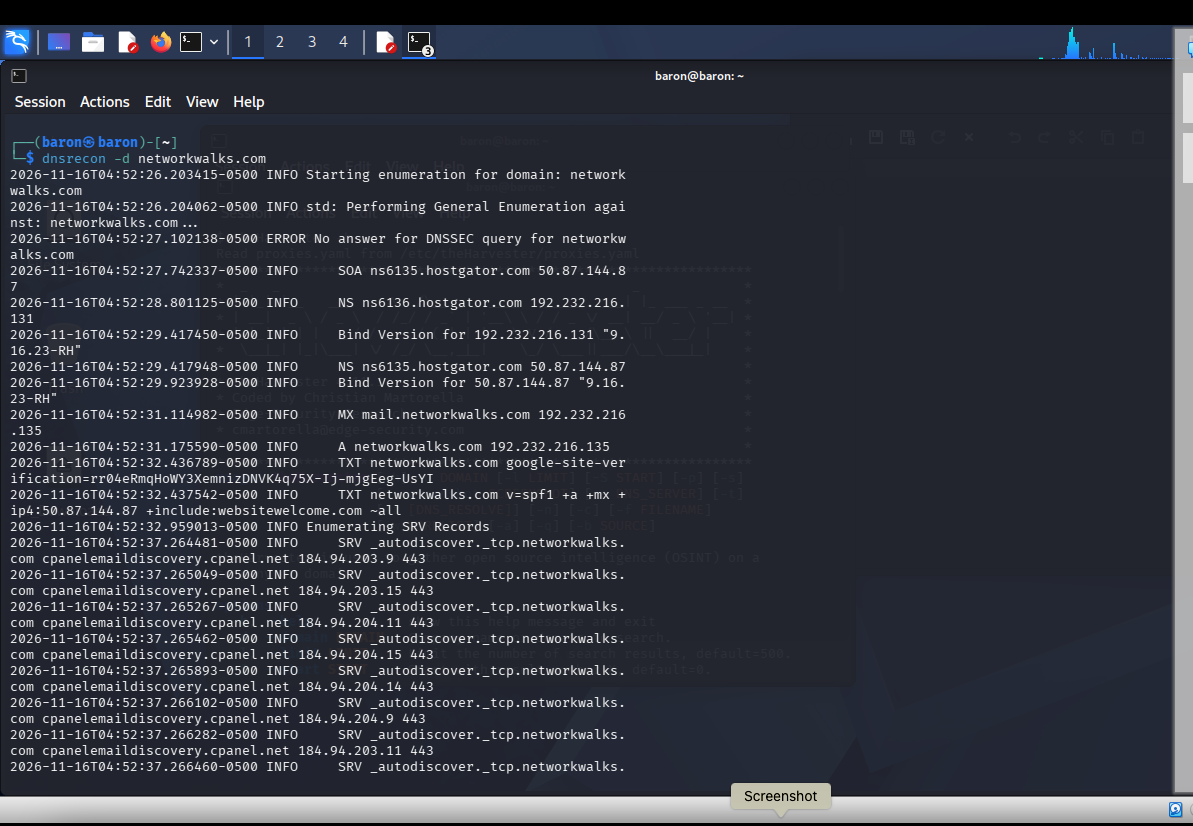 1 2 3 4 3
baron@baron: ~
Session Actions Edit View Help
┌──(baron㉿baron)-[~]
└─$ dnsrecon -d networkwalks.com
2026-11-16T04:52:26.203415-0500 INFO Starting enumeration for domain: network
walks.com
2026-11-16T04:52:26.204062-0500 INFO std: Performing General Enumeration agai
nst: networkwalks.com...
2026-11-16T04:52:27.102138-0500 ERROR No answer for DNSSEC query for networkw
alks.com
2026-11-16T04:52:27.742337-0500 INFO     SOA ns6135.hostgator.com 50.87.144.8
7
2026-11-16T04:52:28.801125-0500 INFO     NS ns6136.hostgator.com 192.232.216.
131
2026-11-16T04:52:29.417450-0500 INFO     Bind Version for 192.232.216.131 "9.
16.23-RH"
2026-11-16T04:52:29.417948-0500 INFO     NS ns6135.hostgator.com 50.87.144.87
2026-11-16T04:52:29.923928-0500 INFO     Bind Version for 50.87.144.87 "9.16.
23-RH"
2026-11-16T04:52:31.114982-0500 INFO     MX mail.networkwalks.com 192.232.216
.135
2026-11-16T04:52:31.175590-0500 INFO     A networkwalks.com 192.232.216.135
2026-11-16T04:52:32.436789-0500 INFO     TXT networkwalks.com google-site-ver
ification-rr04eRmqHoWY3XemnizDNVK4q75X-Ij-mjgEeg-UsYI
2026-11-16T04:52:32.437542-0500 INFO     TXT networkwalks.com v=spf1 +a +mx +
ip4:50.87.144.87 +include:websitewelcome.com ~all
2026-11-16T04:52:32.959013-0500 INFO Enumerating SRV Records
2026-11-16T04:52:37.264481-0500 INFO     SRV _autodiscover._tcp.networkwalks.
com cpanelemaildiscovery.cpanel.net 184.94.203.9 443
2026-11-16T04:52:37.265049-0500 INFO     SRV _autodiscover._tcp.networkwalks.
com cpanelemaildiscovery.cpanel.net 184.94.203.15 443
2026-11-16T04:52:37.265267-0500 INFO     SRV _autodiscover._tcp.networkwalks.
com cpanelemaildiscovery.cpanel.net 184.94.204.11 443
2026-11-16T04:52:37.265462-0500 INFO     SRV _autodiscover._tcp.networkwalks.
com cpanelemaildiscovery.cpanel.net 184.94.204.15 443
2026-11-16T04:52:37.265893-0500 INFO     SRV _autodiscover._tcp.networkwalks.
com cpanelemaildiscovery.cpanel.net 184.94.204.14 443
2026-11-16T04:52:37.266102-0500 INFO     SRV _autodiscover._tcp.networkwalks.
com cpanelemaildiscovery.cpanel.net 184.94.204.9 443
2026-11-16T04:52:37.266282-0500 INFO     SRV _autodiscover._tcp.networkwalks.
com cpanelemaildiscovery.cpanel.net 184.94.203.11 443
2026-11-16T04:52:37.266460-0500 INFO     SRV _autodiscover._tcp.networkwalks.
Screenshot